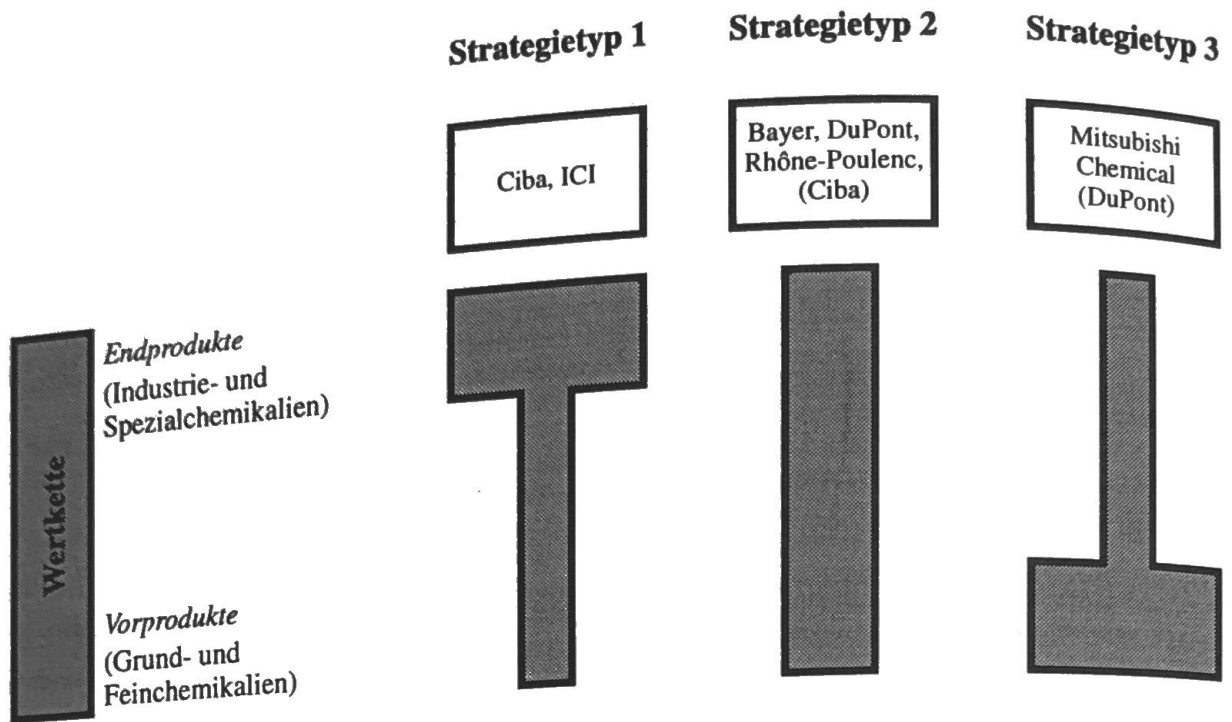 Strategietyp 1
Strategietyp 2
Strategietyp 3
Ciba, ICI
Bayer, DuPont,
Rhône-Poulenc,
(Ciba)
Mitsubishi
Chemical
(DuPont)
Wertkette
Endprodukte
(Industrie- und
Spezialchemikalien)
Vorprodukte
(Grund- und
Feinchemikalien)